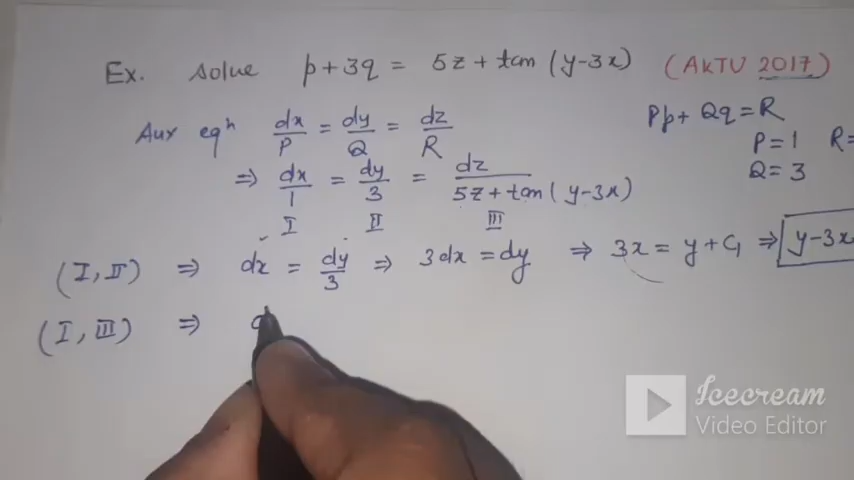 Ex. solve p+3q = 5z+tan (y-3x) (AKTU 2017)
Aux eqⁿ dx/P = dy/Q = dz/R
Pp+ Qq = R
P=1 R=
Q=3
⇒ dx/1 = dy/3 = dz/5z+tan(y-3x)
I II III
(I, II) ⇒ dx = dy/3 ⇒ 3dx = dy ⇒ 3x = y+C₁ ⇒ y-3x
(I, III) ⇒
Icecream
Video Editor